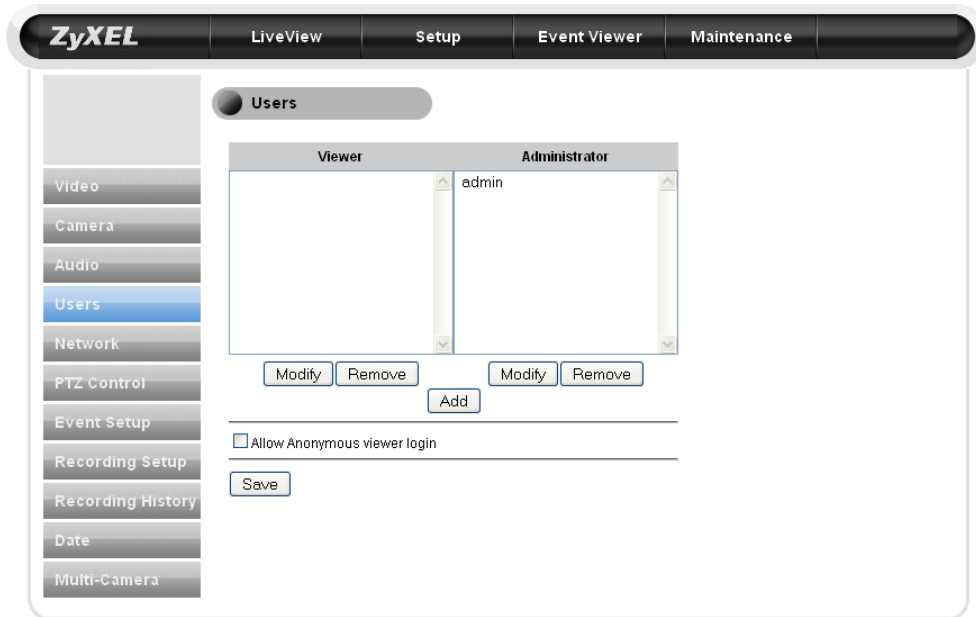 ZyXEL LiveView Setup Event Viewer Maintenance
Users
Viewer Administrator
admin
Video
Camera
Audio
Users
Network
PTZ Control
Event Setup
Recording Setup
Recording History
Date
Multi-Camera
Modify Remove Modify Remove
Add
Allow Anonymous viewer login
Save